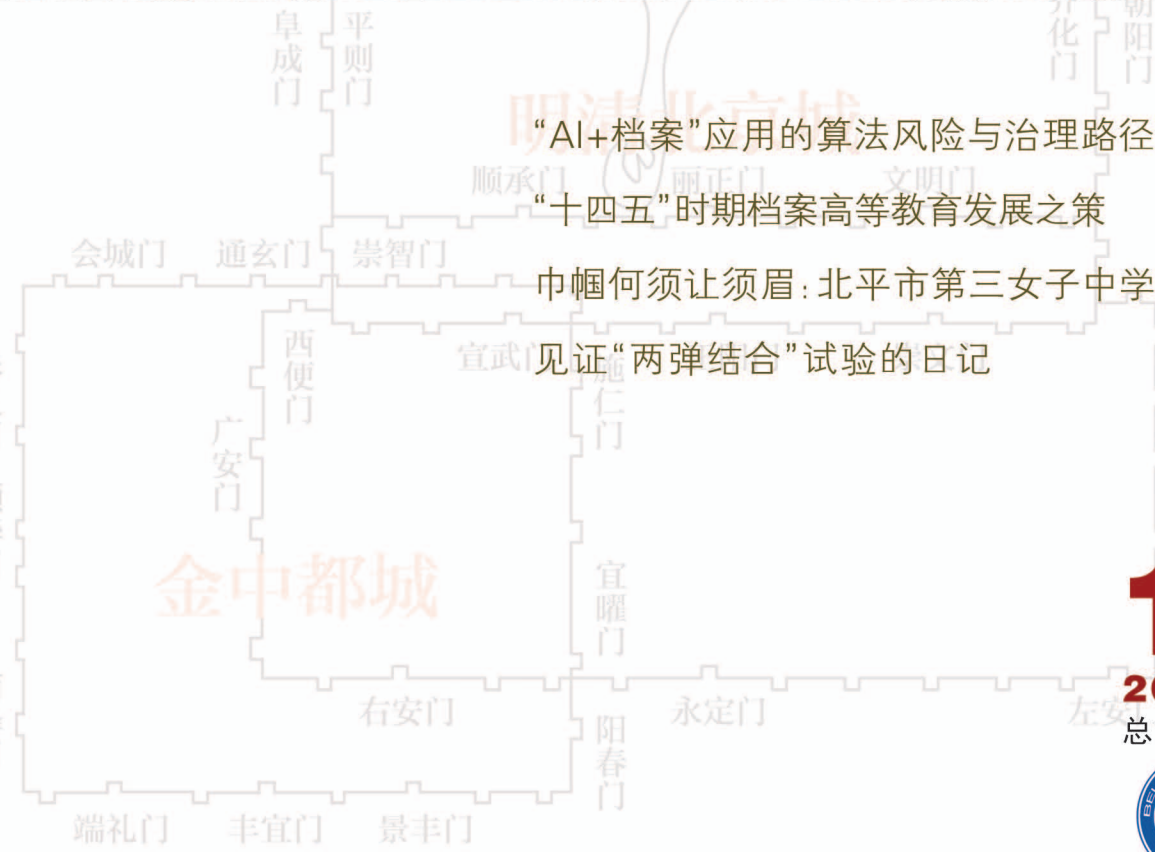 阜成门
平则门
齐化门
朝阳门
明清北京城
“AI+档案”应用的算法风险与治理路径
顺承门
丽正门
文明门
“十四五”时期档案高等教育发展之策
会城门
通玄门
崇智门
巾帼何须让须眉：北平市第三女子中学
西便门
宣武门
见证“两弹结合”试验的日记
施仁门
广安门
金中都城
宜曜门
右安门
永定门
左安
总
阳春门
端礼门
丰宜门
景丰门